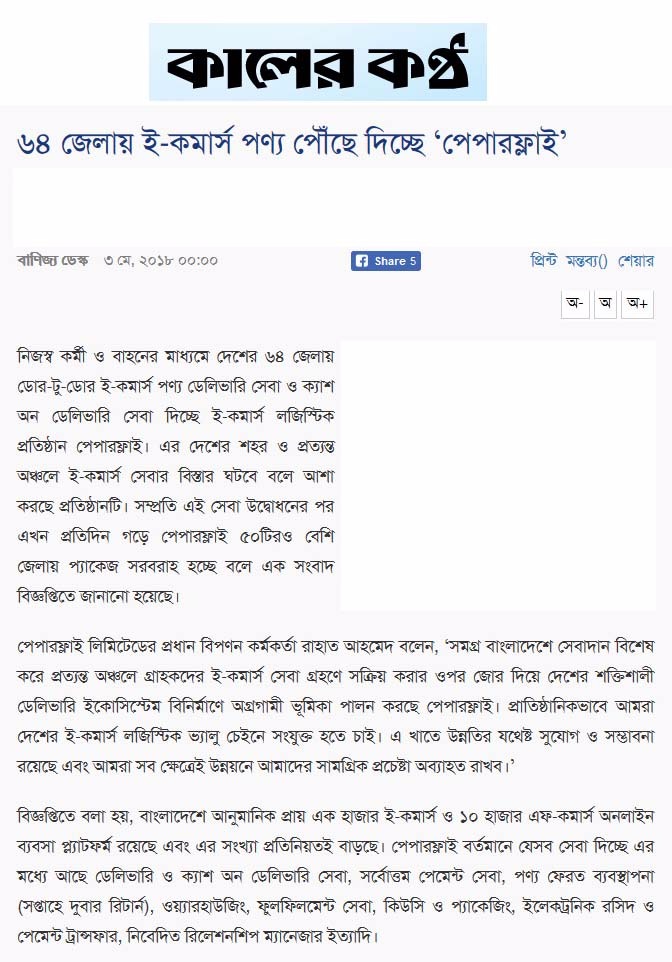 কালের কণ্ঠ
৬৪ জেলায় ই-কমার্স পণ্য পৌঁছে দিচ্ছে ‘পেপারফ্লাই’
বাণিজ্য ডেস্ক ৩ মে, ২০১৮ ০০:০০ Share 5 প্রিন্ট মন্তব্য() শেয়ার
অ- অ অ+
নিজস্ব কর্মী ও বাহনের মাধ্যমে দেশের ৬৪ জেলায়
ডোর-টু-ডোর ই-কমার্স পণ্য ডেলিভারি সেবা ও ক্যাশ
অন ডেলিভারি সেবা দিচ্ছে ই-কমার্স লজিস্টিক
প্রতিষ্ঠান পেপারফ্লাই। এর দেশের শহর ও প্রত্যন্ত
অঞ্চলে ই-কমার্স সেবার বিস্তার ঘটবে বলে আশা
করছে প্রতিষ্ঠানটি। সম্প্রতি এই সেবা উদ্বোধনের পর
এখন প্রতিদিন গড়ে পেপারফ্লাই ৫০টিরও বেশি
জেলায় প্যাকেজ সরবরাহ হচ্ছে বলে এক সংবাদ
বিজ্ঞপ্তিতে জানানো হয়েছে।
পেপারফ্লাই লিমিটেডের প্রধান বিপণন কর্মকর্তা রাহাত আহমেদ বলেন, ‘সমগ্র বাংলাদেশে সেবাদান বিশেষ
করে প্রত্যন্ত অঞ্চলে গ্রাহকদের ই-কমার্স সেবা গ্রহণে সক্রিয় করার ওপর জোর দিয়ে দেশের শক্তিশালী
ডেলিভারি ইকোসিস্টেম বিনির্মাণে অগ্রগামী ভূমিকা পালন করছে পেপারফ্লাই। প্রাতিষ্ঠানিকভাবে আমরা
দেশের ই-কমার্স লজিস্টিক ভ্যালু চেইনে সংযুক্ত হতে চাই। এ খাতে উন্নতির যথেষ্ট সুযোগ ও সম্ভাবনা
রয়েছে এবং আমরা সব ক্ষেত্রেই উন্নয়নে আমাদের সামগ্রিক প্রচেষ্টা অব্যাহত রাখব।’
বিজ্ঞপ্তিতে বলা হয়, বাংলাদেশে আনুমানিক প্রায় এক হাজার ই-কমার্স ও ১০ হাজার এফ-কমার্স অনলাইন
ব্যবসা প্ল্যাটফর্ম রয়েছে এবং এর সংখ্যা প্রতিনিয়তই বাড়ছে। পেপারফ্লাই বর্তমানে যেসব সেবা দিচ্ছে এর
মধ্যে আছে ডেলিভারি ও ক্যাশ অন ডেলিভারি সেবা, সর্বোত্তম পেমেন্ট সেবা, পণ্য ফেরত ব্যবস্থাপনা
(সপ্তাহে দুবার রিটার্ন), ওয়্যারহাউজিং, ফুলফিলমেন্ট সেবা, কিউসি ও প্যাকেজিং, ইলেকট্রনিক রসিদ ও
পেমেন্ট ট্রান্সফার, নিবেদিত রিলেশনশিপ ম্যানেজার ইত্যাদি।